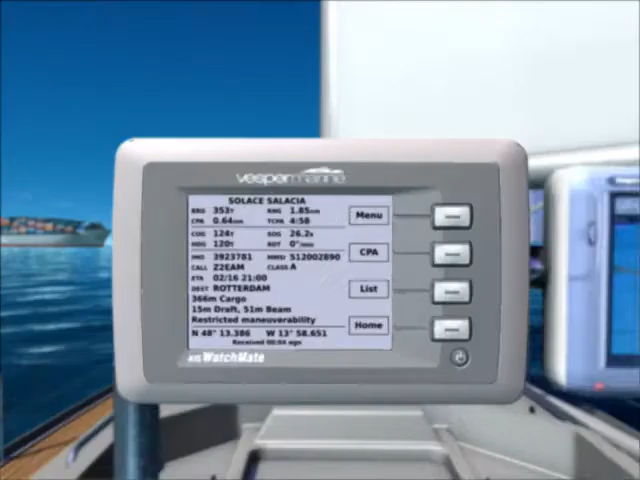 vespermarine
SOLACE SALACIA
BRG 353T RNG 1.85nm
CPA 0.64nm TCPA 4:58
COG 124T SOG 26.2k
HDG 120T ROT 0°/min
IMO 3923781 MMSI 512002890
CALL Z2EAM CLASS A
ETA 02/16 21:00
DEST ROTTERDAM
366m Cargo
15m Draft, 51m Beam
Restricted maneuverability
N 48° 13.386 W 13° 58.651
Received 00:04 ago
Menu
CPA
List
Home
AIS WatchMate